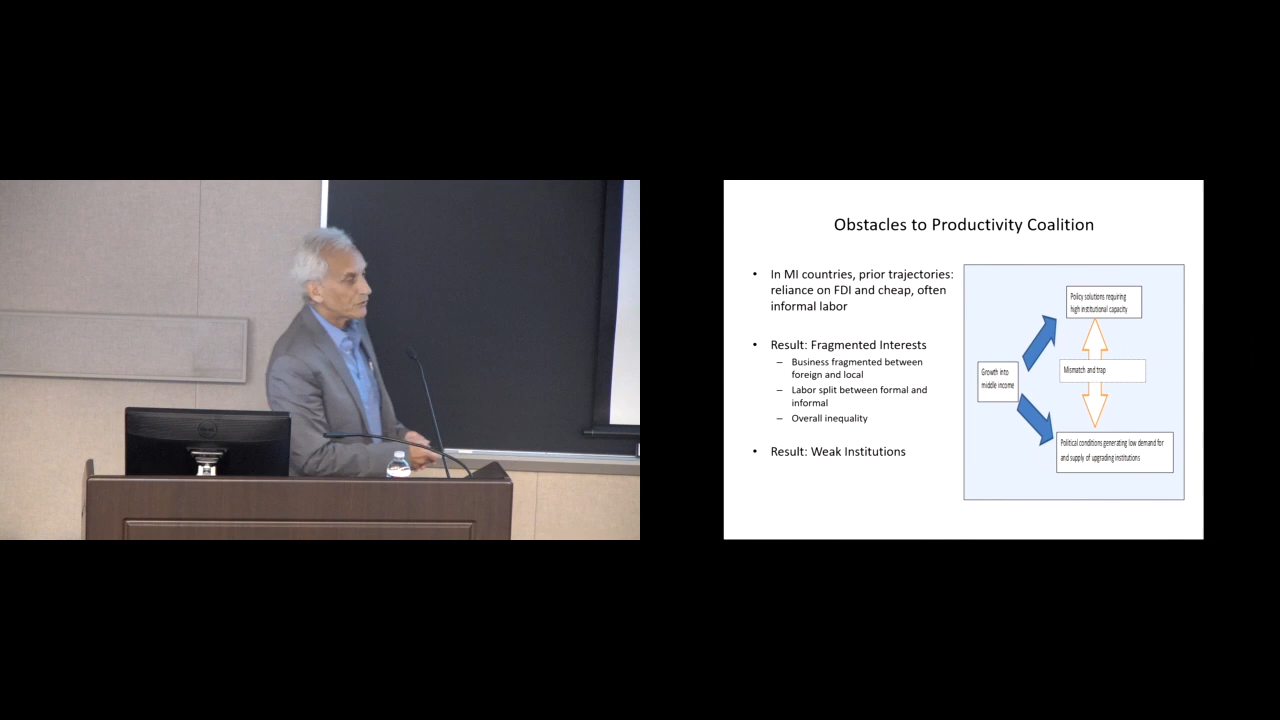 Obstacles to Productivity Coalition
• In MI countries, prior trajectories:
reliance on FDI and cheap, often
informal labor
• Result: Fragmented Interests
– Business fragmented between
foreign and local
– Labor split between formal and
informal
– Overall inequality
• Result: Weak Institutions
Policy solutions requiring
high institutional capacity
Growth into
middle income
Mismatch and trap
Political conditions generating low demand for
and supply of upgrading institutions